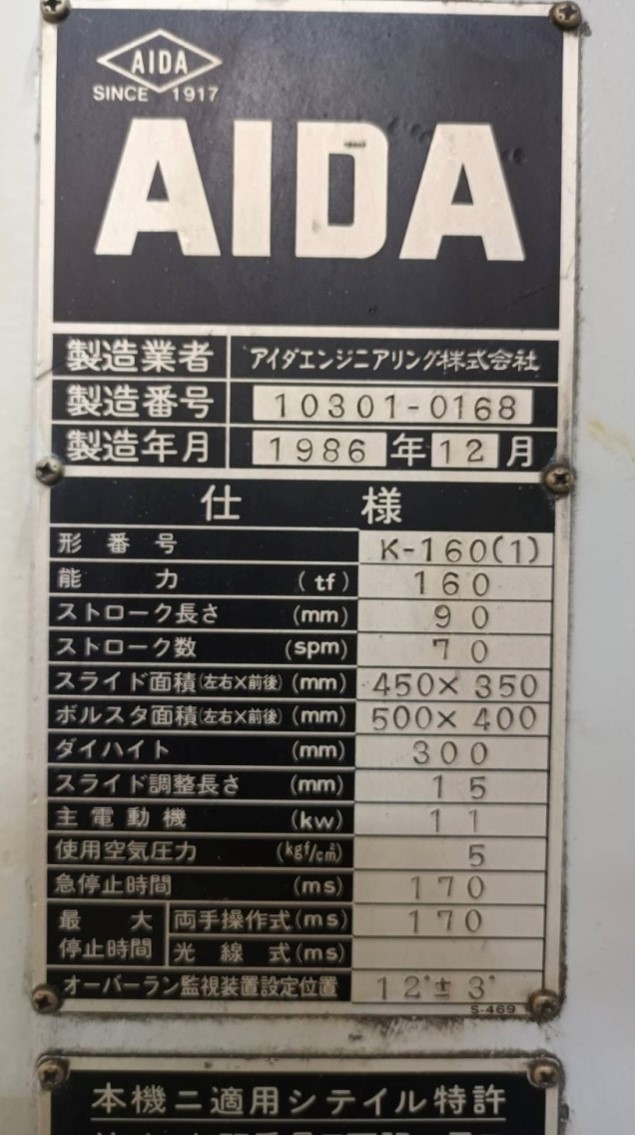 AIDA
SINCE 1917
AIDA
製造業者 アイダエンジニアリング株式会社
製造番号 10301-0168
製造年月 1986年12月
仕様
形番号 K-160(1)
能力 (tf) 160
ストローク長さ (mm) 90
ストローク数 (spm) 70
スライド面積(左右×前後)(mm) 450×350
ボルスタ面積(左右×前後)(mm) 500×400
ダイハイト (mm) 300
スライド調整長さ (mm) 15
主電動機 (kw) 11
使用空気圧力 (kgf/c㎡) 5
急停止時間 (ms) 170
最大停止時間 両手操作式(ms) 170
光線式(ms)
オーバーラン監視装置設定位置 12°±3°
S-469
本機ニ適用シテイル特許